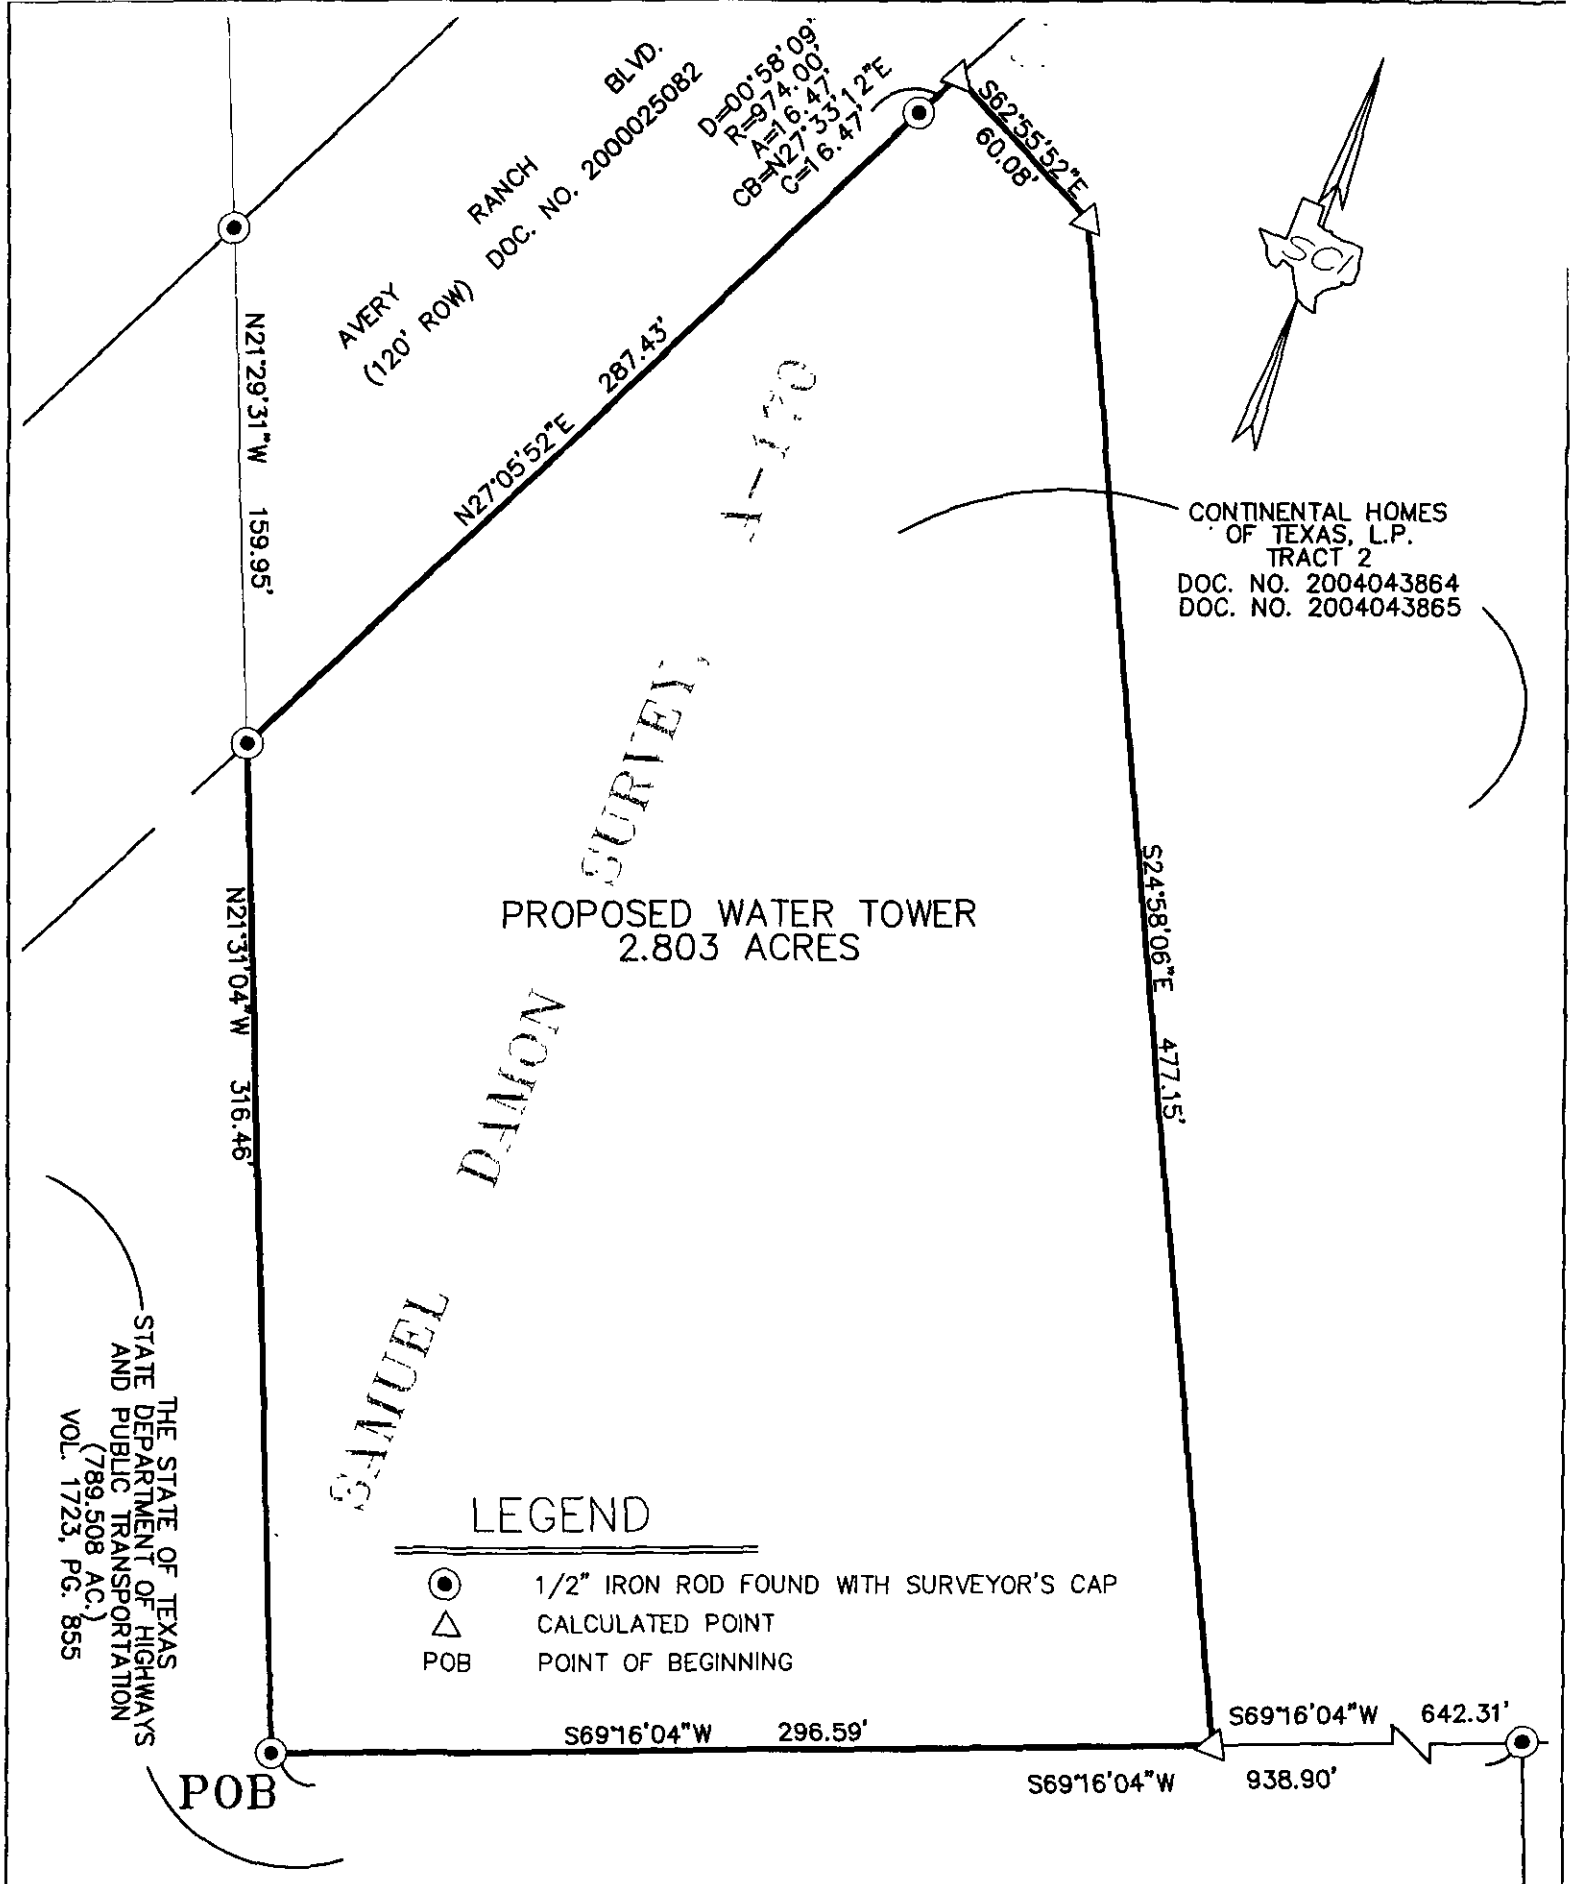 BLVD.
RANCH
AVERY
(120' ROW) DOC. NO. 2000025082
D=00°58'09"
R=974.00'
A=16.47'
CB=N27°33'12"E
C=16.47'
S62°55'52"E
60.08'
SCI
N21°29'31"W 159.95'
N27°05'52"E 287.43'
CONTINENTAL HOMES
OF TEXAS, L.P.
TRACT 2
DOC. NO. 2004043864
DOC. NO. 2004043865
SAMUEL DAMON SURVEY, A-170
PROPOSED WATER TOWER
2.803 ACRES
S24°58'06"E 477.15'
N21°31'04"W 316.46'
THE STATE OF TEXAS
STATE DEPARTMENT OF HIGHWAYS
AND PUBLIC TRANSPORTATION
(789.508 AC.)
VOL. 1723, PG. 855
LEGEND
1/2" IRON ROD FOUND WITH SURVEYOR'S CAP
CALCULATED POINT
POB POINT OF BEGINNING
S69°16'04"W 296.59'
S69°16'04"W 642.31'
S69°16'04"W 938.90'
POB